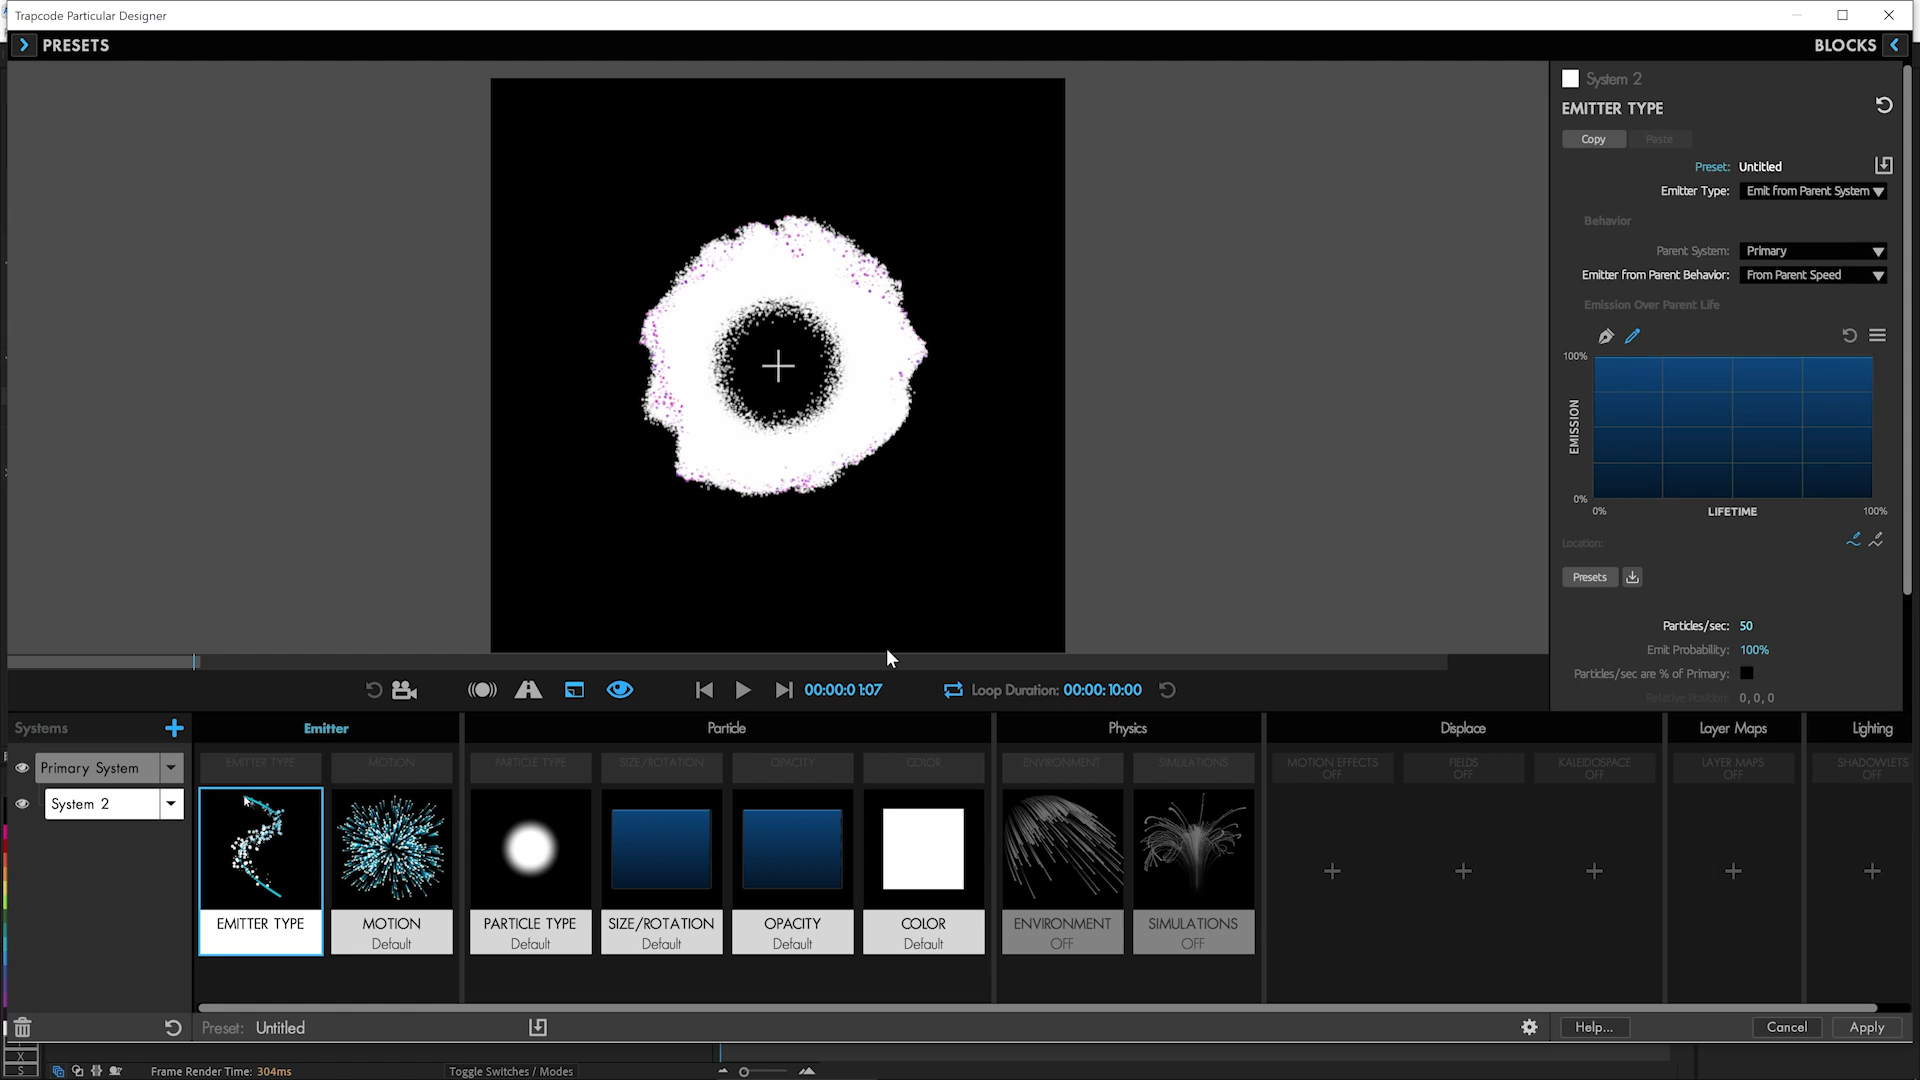 Trapcode Particular Designer
PRESETS
BLOCKS
System 2
EMITTER TYPE
Copy
Paste
Preset: Untitled
Emitter Type: Emit from Parent System
Behavior
Parent System: Primary
Emitter from Parent Behavior: From Parent Speed
Emission Over Parent Life
100%
EMISSION
0%
0% LIFETIME 100%
Location:
Presets
Particles/sec: 50
Emit Probability: 100%
Particles/sec are % of Primary:
Relative Position: 0, 0, 0
00:00:0 1:07
Loop Duration: 00:00:10:00
Systems
Emitter
Particle
Physics
Displace
Layer Maps
Lighting
Primary System
System 2
EMITTER TYPE
MOTION
PARTICLE TYPE
SIZE/ROTATION
OPACITY
COLOR
ENVIRONMENT
SIMULATIONS
MOTION EFFECTS
OFF
FIELDS
OFF
KALEIDOSPACE
OFF
LAYER MAPS
OFF
SHADOWLETS
OFF
EMITTER TYPE
MOTION
Default
PARTICLE TYPE
Default
SIZE/ROTATION
Default
OPACITY
Default
COLOR
Default
ENVIRONMENT
OFF
SIMULATIONS
OFF
Preset: Untitled
Help...
Cancel
Apply
X
S
Frame Render Time: 304ms
Toggle Switches / Modes